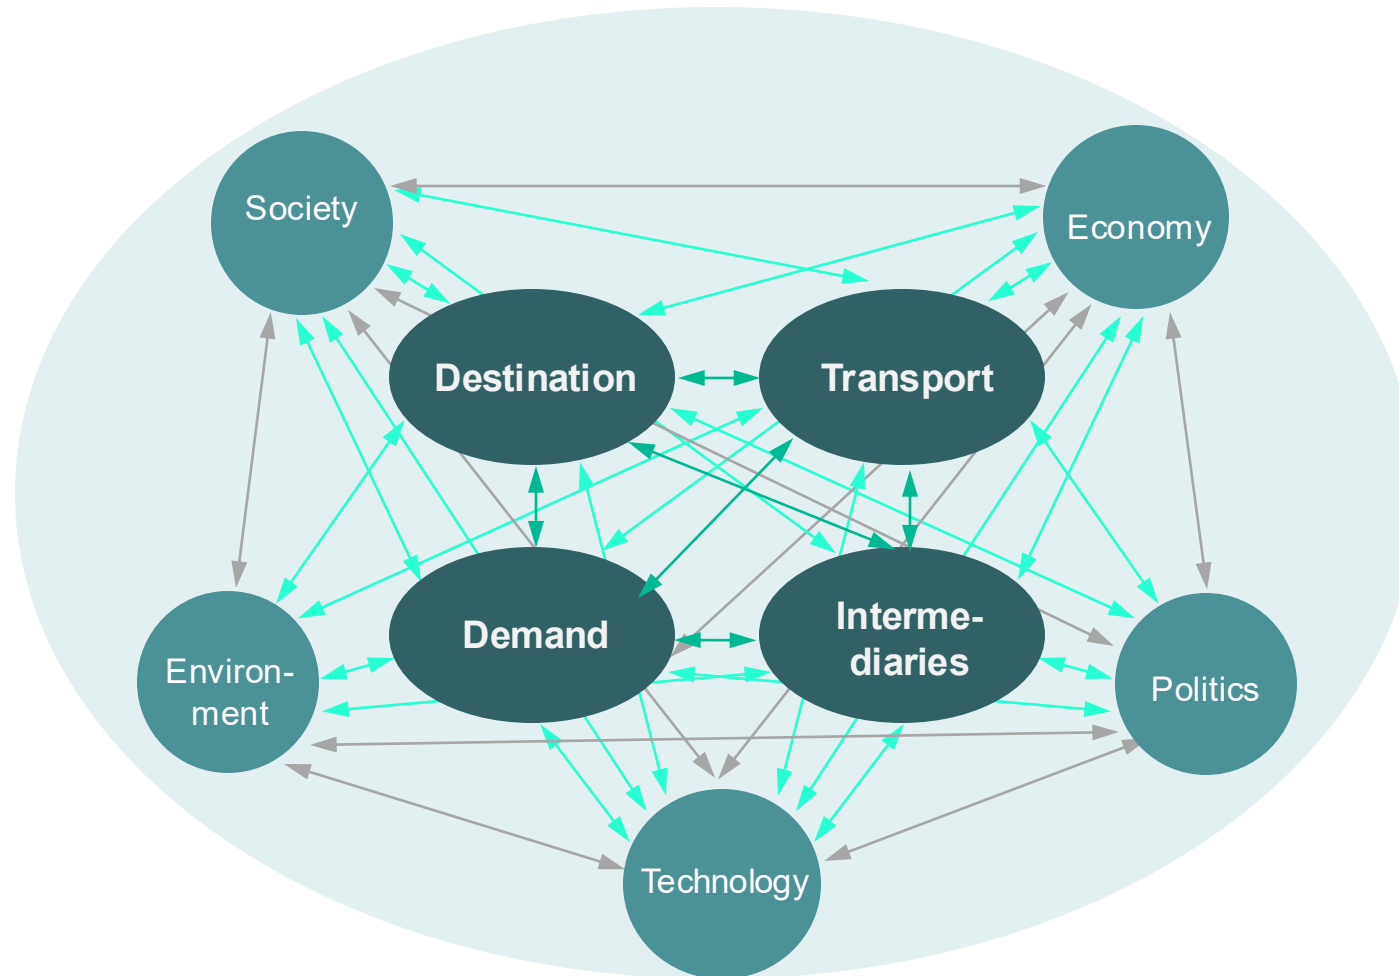 Society
Economy
Destination
Transport
Demand
Interme-
diaries
Environ-
ment
Politics
Technology